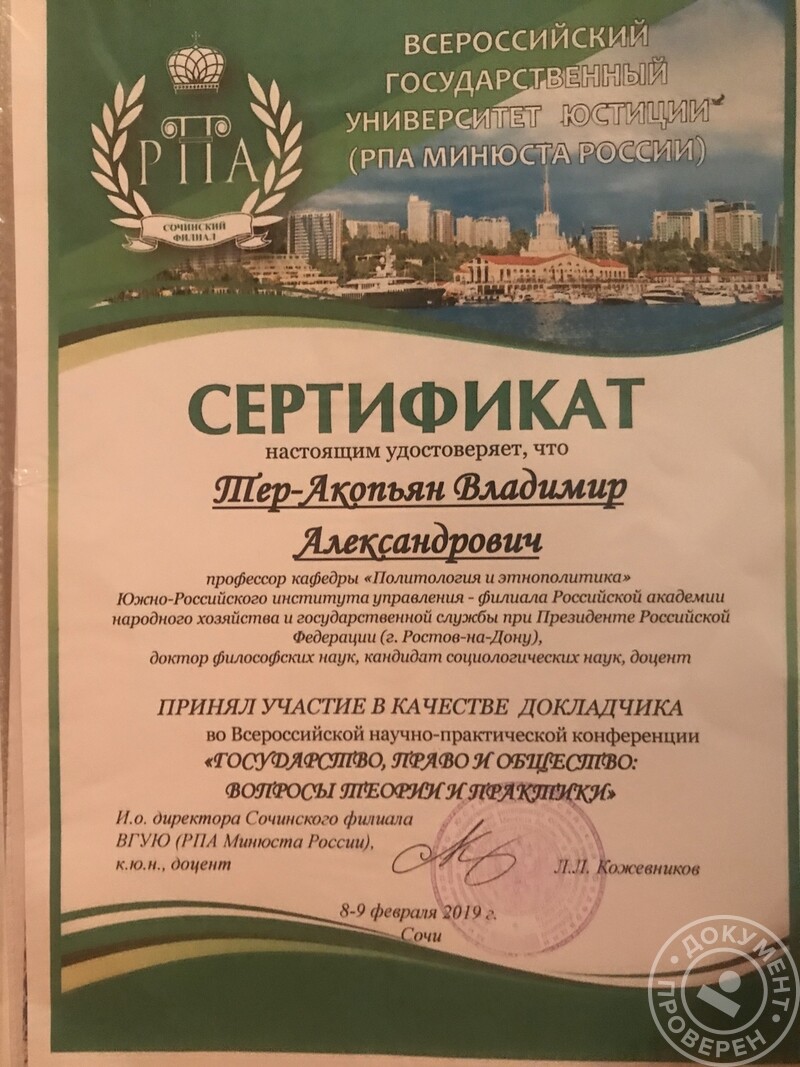 ВСЕРОССИЙСКИЙ
ГОСУДАРСТВЕННЫЙ
УНИВЕРСИТЕТ ЮСТИЦИИ
(РПА МИНЮСТА РОССИИ)
РПА
СОЧИНСКИЙ
ФИЛИАЛ
СЕРТИФИКАТ
настоящим удостоверяет, что
Тер-Акопьян Владимир
Александрович
профессор кафедры «Политология и этнополитика»
Южно-Российского института управления - филиала Российской академии
народного хозяйства и государственной службы при Президенте Российской
Федерации (г. Ростов-на-Дону),
доктор философских наук, кандидат социологических наук, доцент
ПРИНЯЛ УЧАСТИЕ В КАЧЕСТВЕ ДОКЛАДЧИКА
во Всероссийской научно-практической конференции
«ГОСУДАРСТВО, ПРАВО И ОБЩЕСТВО:
ВОПРОСЫ ТЕОРИИ И ПРАКТИКИ»
И.о. директора Сочинского филиала
ВГУЮ (РПА Минюста России),
к.ю.н., доцент
Л.Л. Кожевников
8-9 февраля 2019 г.
Сочи
ДОКУМЕНТ
ПРОВЕРЕН